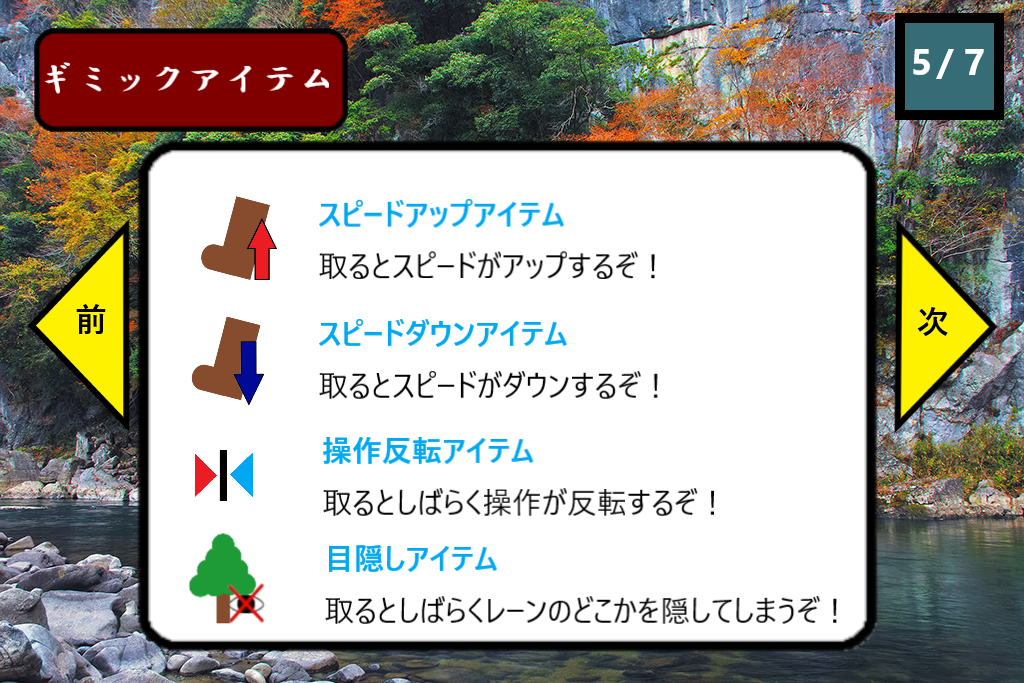 ギミックアイテム
5/7
スピードアップアイテム
取るとスピードがアップするぞ！
スピードダウンアイテム
取るとスピードがダウンするぞ！
前
次
操作反転アイテム
取るとしばらく操作が反転するぞ！
目隠しアイテム
取るとしばらくレーンのどこかを隠してしまうぞ！